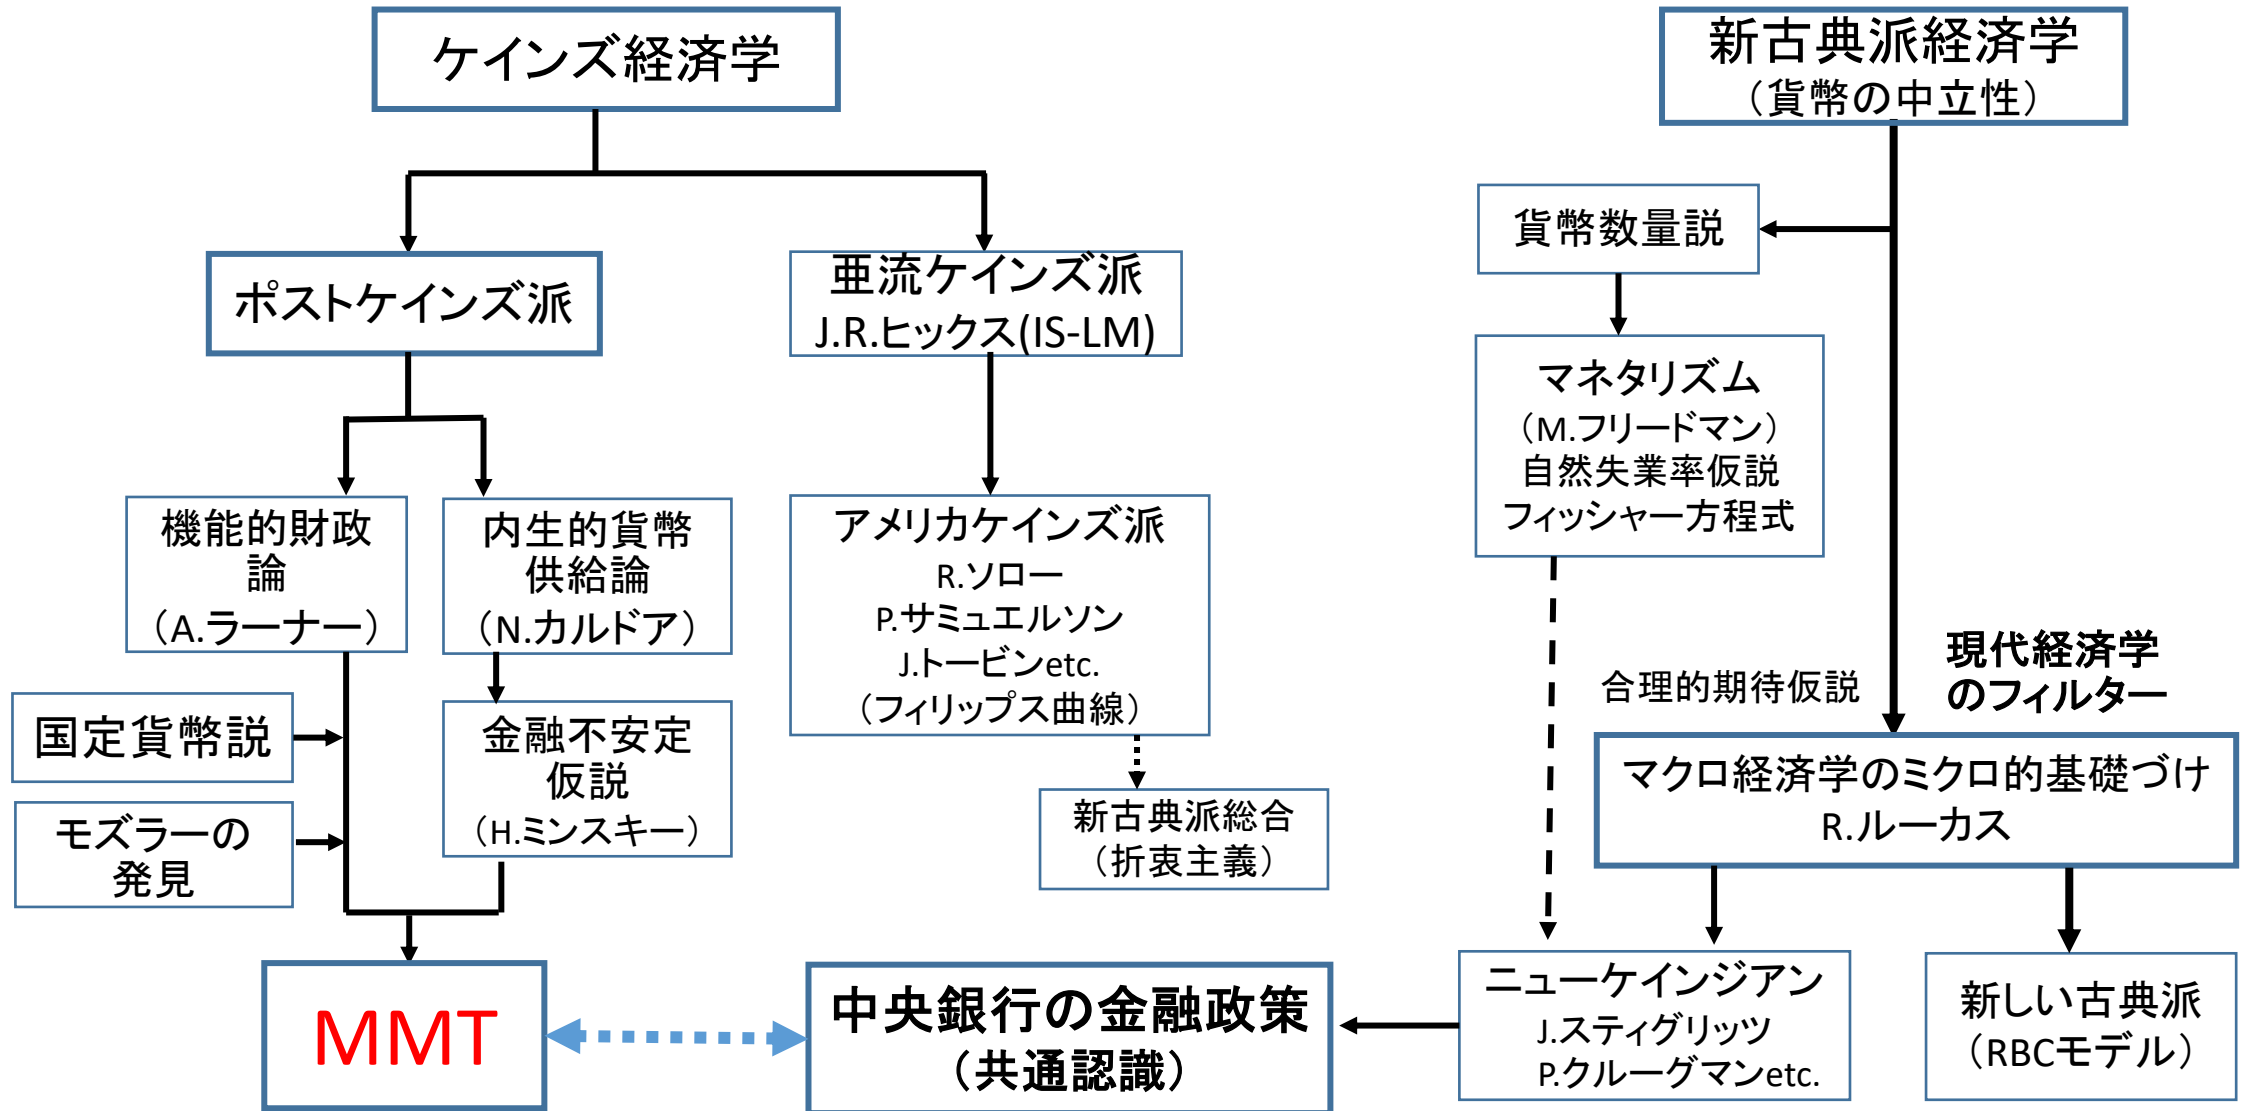 ケインズ経済学
新古典派経済学
（貨幣の中立性）
貨幣数量説
ポストケインズ派
亜流ケインズ派
J.R.ヒックス(IS-LM)
マネタリズム
（M.フリードマン）
自然失業率仮説
フィッシャー方程式
機能的財政
論
（A.ラーナー）
内生的貨幣
供給論
（N.カルドア）
アメリカケインズ派
R.ソロー
P.サミュエルソン
J.トービンetc.
（フィリップス曲線）
合理的期待仮説
現代経済学
のフィルター
国定貨幣説
金融不安定
仮説
（H.ミンスキー）
マクロ経済学のミクロ的基礎づけ
R.ルーカス
モズラーの
発見
新古典派総合
（折衷主義）
MMT
中央銀行の金融政策
（共通認識）
ニューケインジアン
J.スティグリッツ
P.クルーグマンetc.
新しい古典派
（RBCモデル）